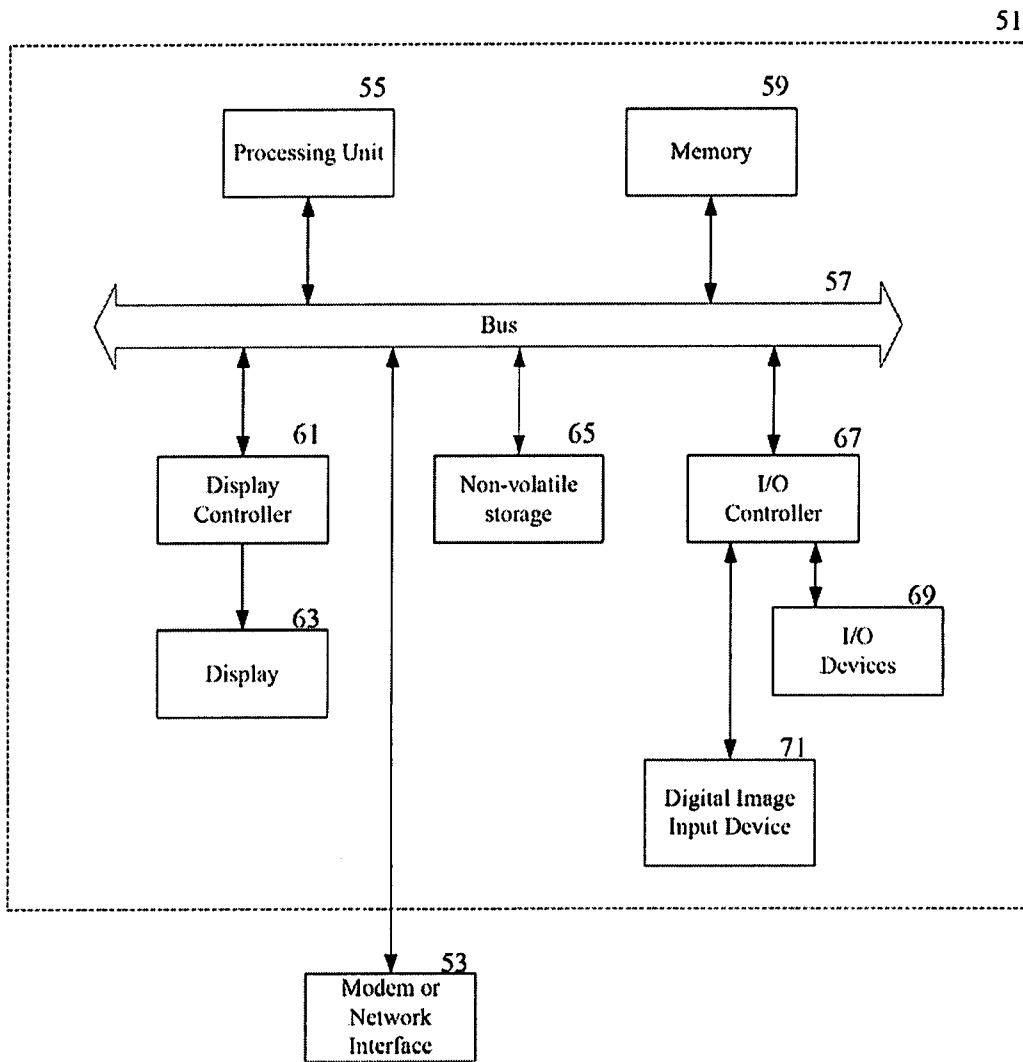 51
55
59
Processing Unit
Memory
57
Bus
61
65
67
Display
Controller
Non-volatile
storage
I/O
Controller
63
69
Display
I/O
Devices
71
Digital Image
Input Device
53
Modem or
Network
Interface